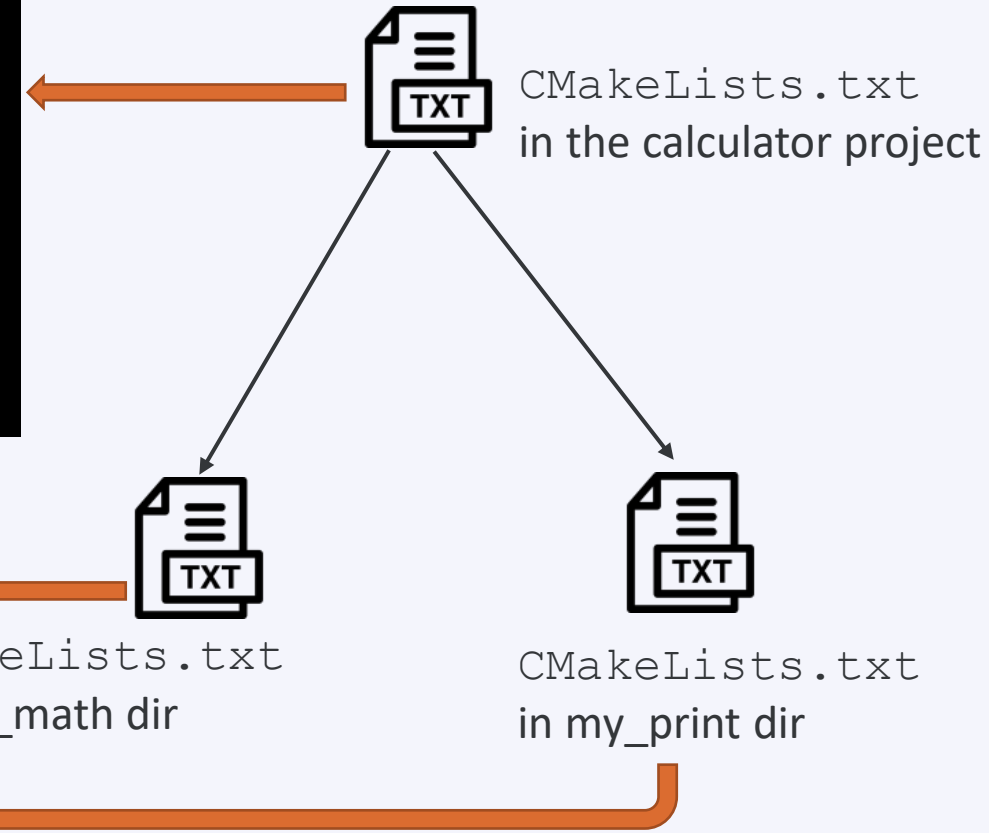 TXT
CMakeLists.txt
in the calculator project
TXT
TXT
eLists.txt
_math dir
CMakeLists.txt
in my_print dir